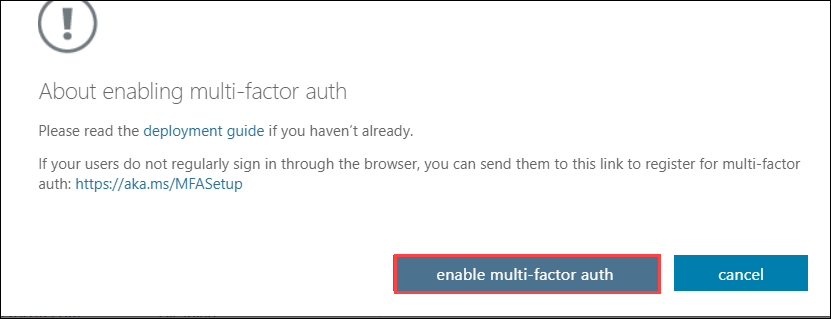 About enabling multi-factor auth
Please read the deployment guide if you haven't already.
If your users do not regularly sign in through the browser, you can send them to this link to register for multi-factor
auth: https://aka.ms/MFASetup
enable multi-factor auth
cancel